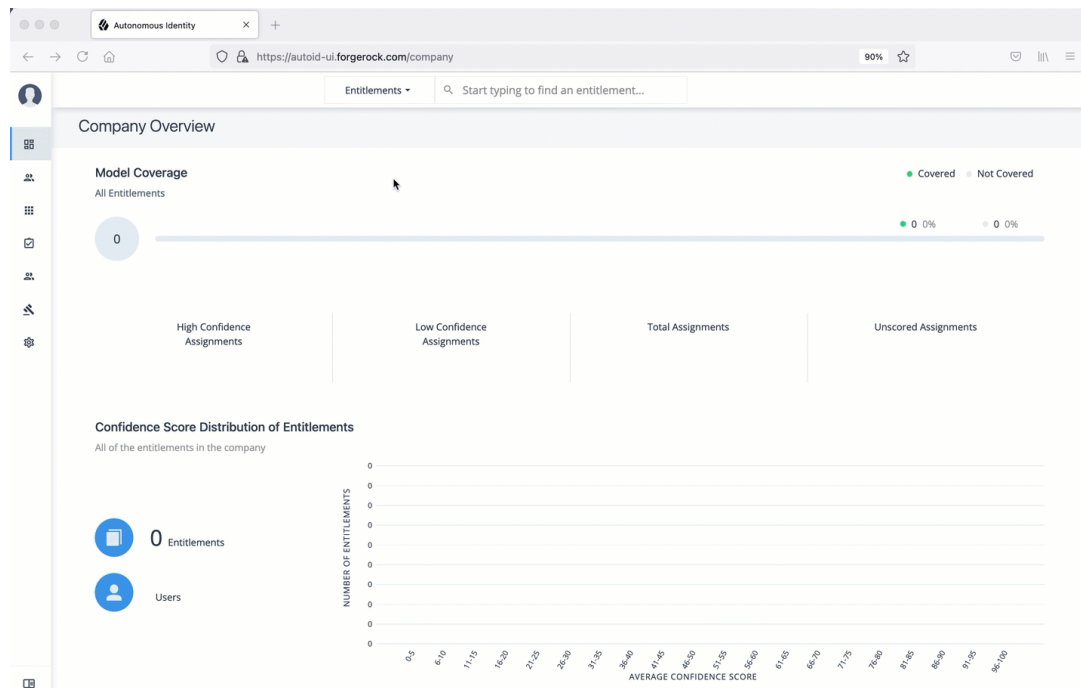 Autonomous Identity
https://autoid-ui.forgerock.com/company
90%
Entitlements
Start typing to find an entitlement...
Company Overview
Model Coverage
Covered
Not Covered
All Entitlements
0 0%
0 0%
0
High Confidence
Assignments
Low Confidence
Assignments
Total Assignments
Unscored Assignments
Confidence Score Distribution of Entitlements
All of the entitlements in the company
0 Entitlements
Users
NUMBER OF ENTITLEMENTS
0
0
0
0
0
0
0
0
0
0
0-5 6-10 11-15 16-20 21-25 26-30 31-35 36-40 41-45 46-50 51-55 56-60 61-65 66-70 71-75 76-80 81-85 86-90 91-95 96-100
AVERAGE CONFIDENCE SCORE